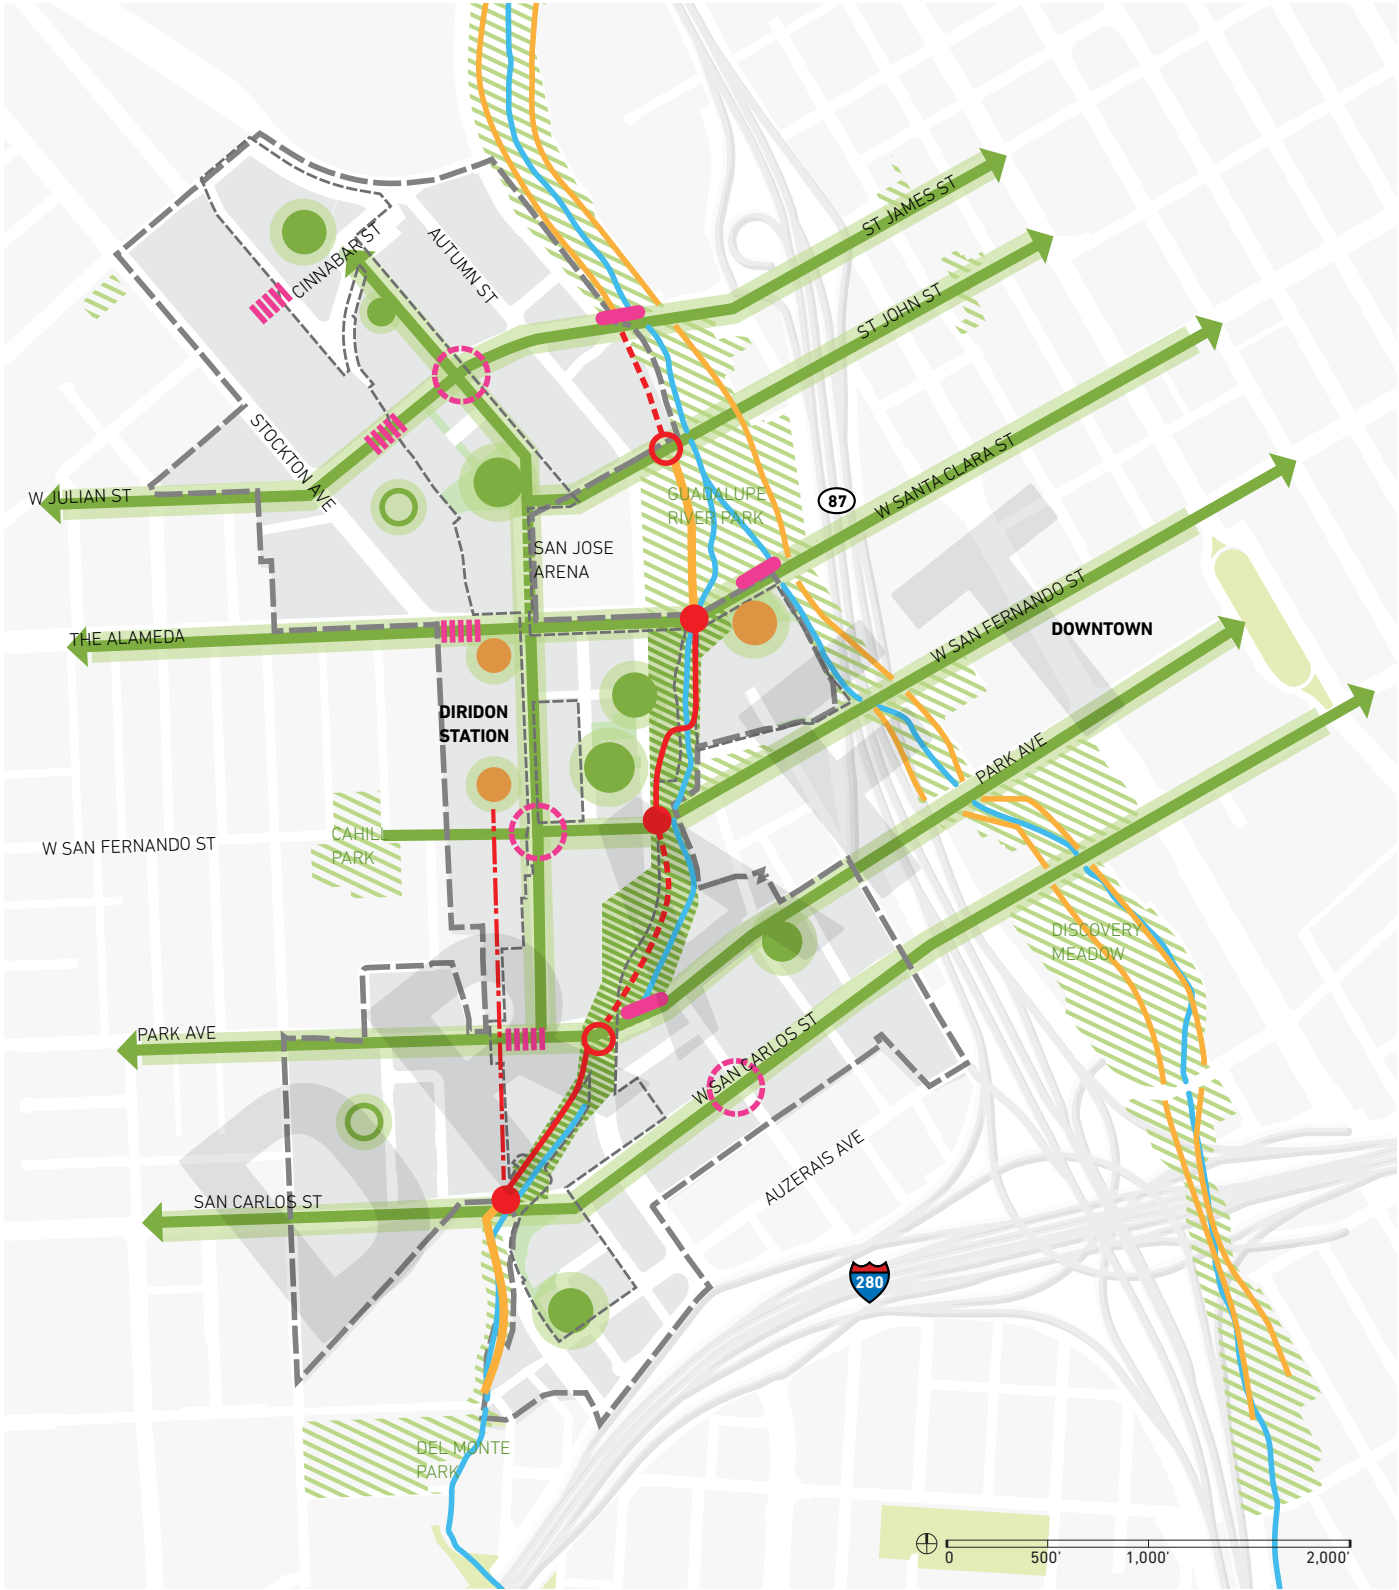 ST JAMES ST
CINNABAR ST
AUTUMN ST
ST JOHN ST
STOCKTON AVE
W JULIAN ST
W SANTA CLARA ST
GUADALUPE
RIVER PARK
87
SAN JOSE
ARENA
THE ALAMEDA
W SAN FERNANDO ST
DOWNTOWN
DIRIDON
STATION
PARK AVE
CAHILL
PARK
W SAN FERNANDO ST
DISCOVERY
MEADOW
PARK AVE
W SAN CARLOS ST
AUZERAIS AVE
SAN CARLOS ST
280
DEL MONTE
PARK
0
500'
1,000'
2,000'